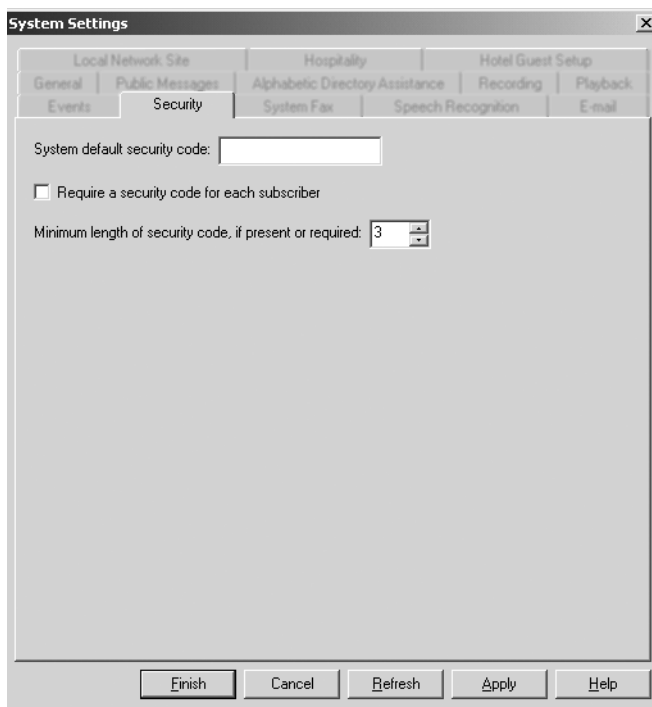 System Settings
Local Network Site Hospitality Hotel Guest Setup
General Public Messages Alphabetic Directory Assistance Recording Playback
Events Security System Fax Speech Recognition E-mail
System default security code:
Require a security code for each subscriber
Minimum length of security code, if present or required: 3
Finish Cancel Refresh Apply Help